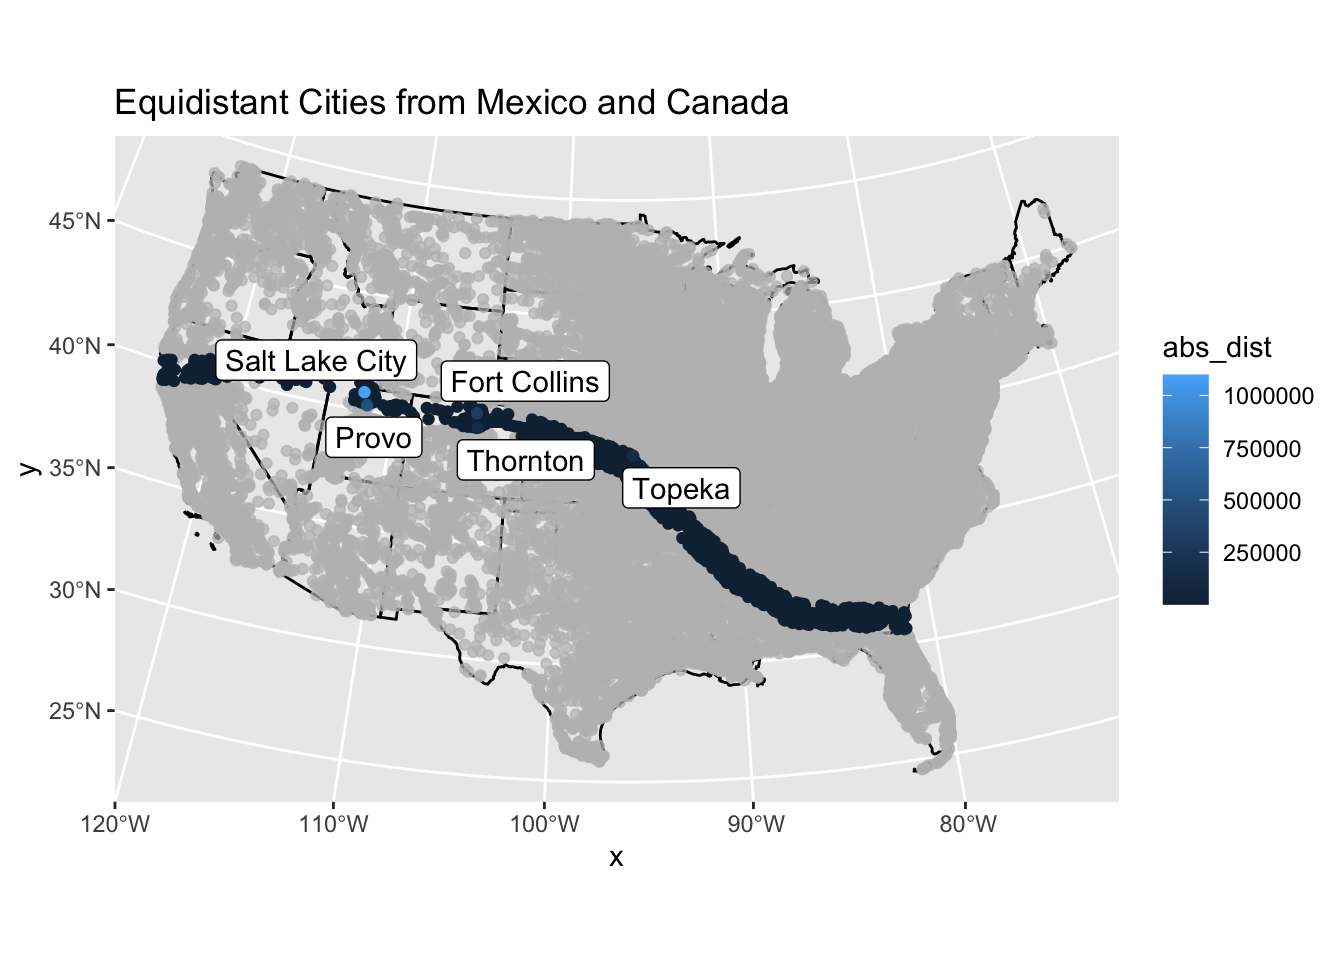 Equidistant Cities from Mexico and Canada
45°N
40°N
35°N
30°N
25°N
y
Salt Lake City
Fort Collins
Provo
Thornton
Topeka
120°W
110°W
100°W
90°W
80°W
x
abs_dist
1000000
750000
500000
250000